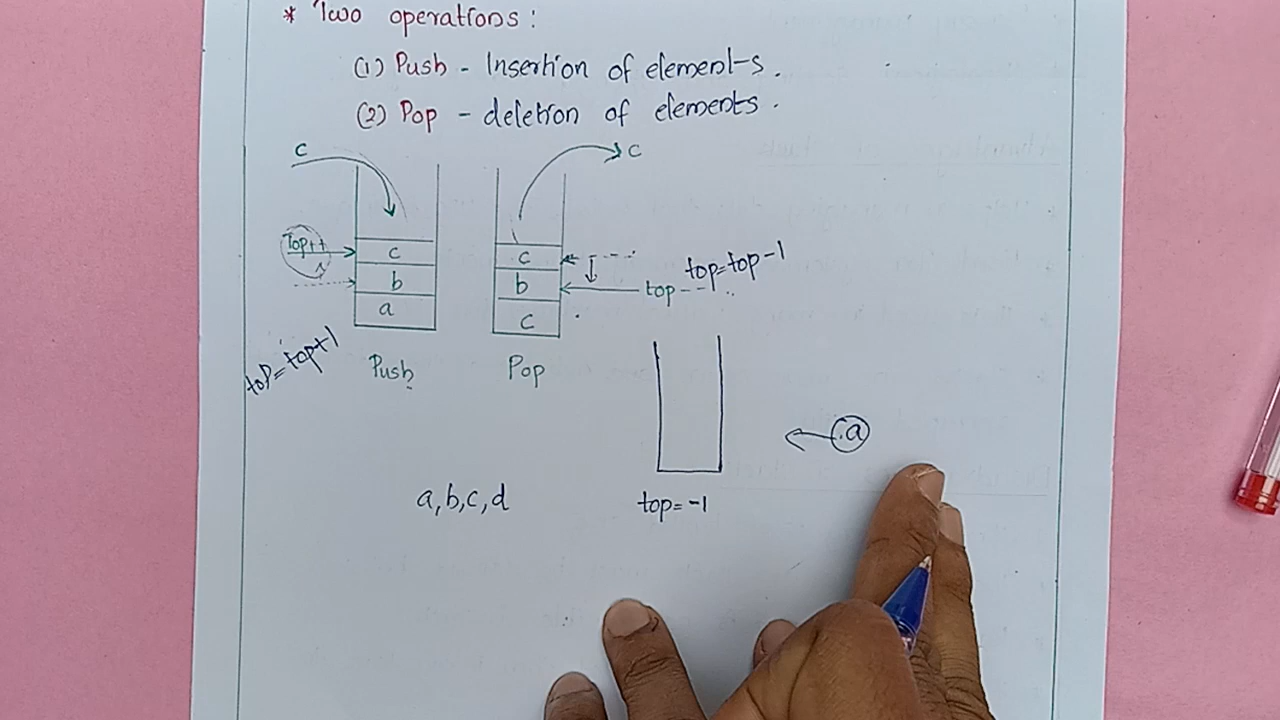 * Two operations :
(1) Push - Insertion of elements.
(2) Pop - deletion of elements.
c c
Top++ c c top=top-1
b b top--
a c
top=top+1 Push Pop
a
a,b,c,d top=-1